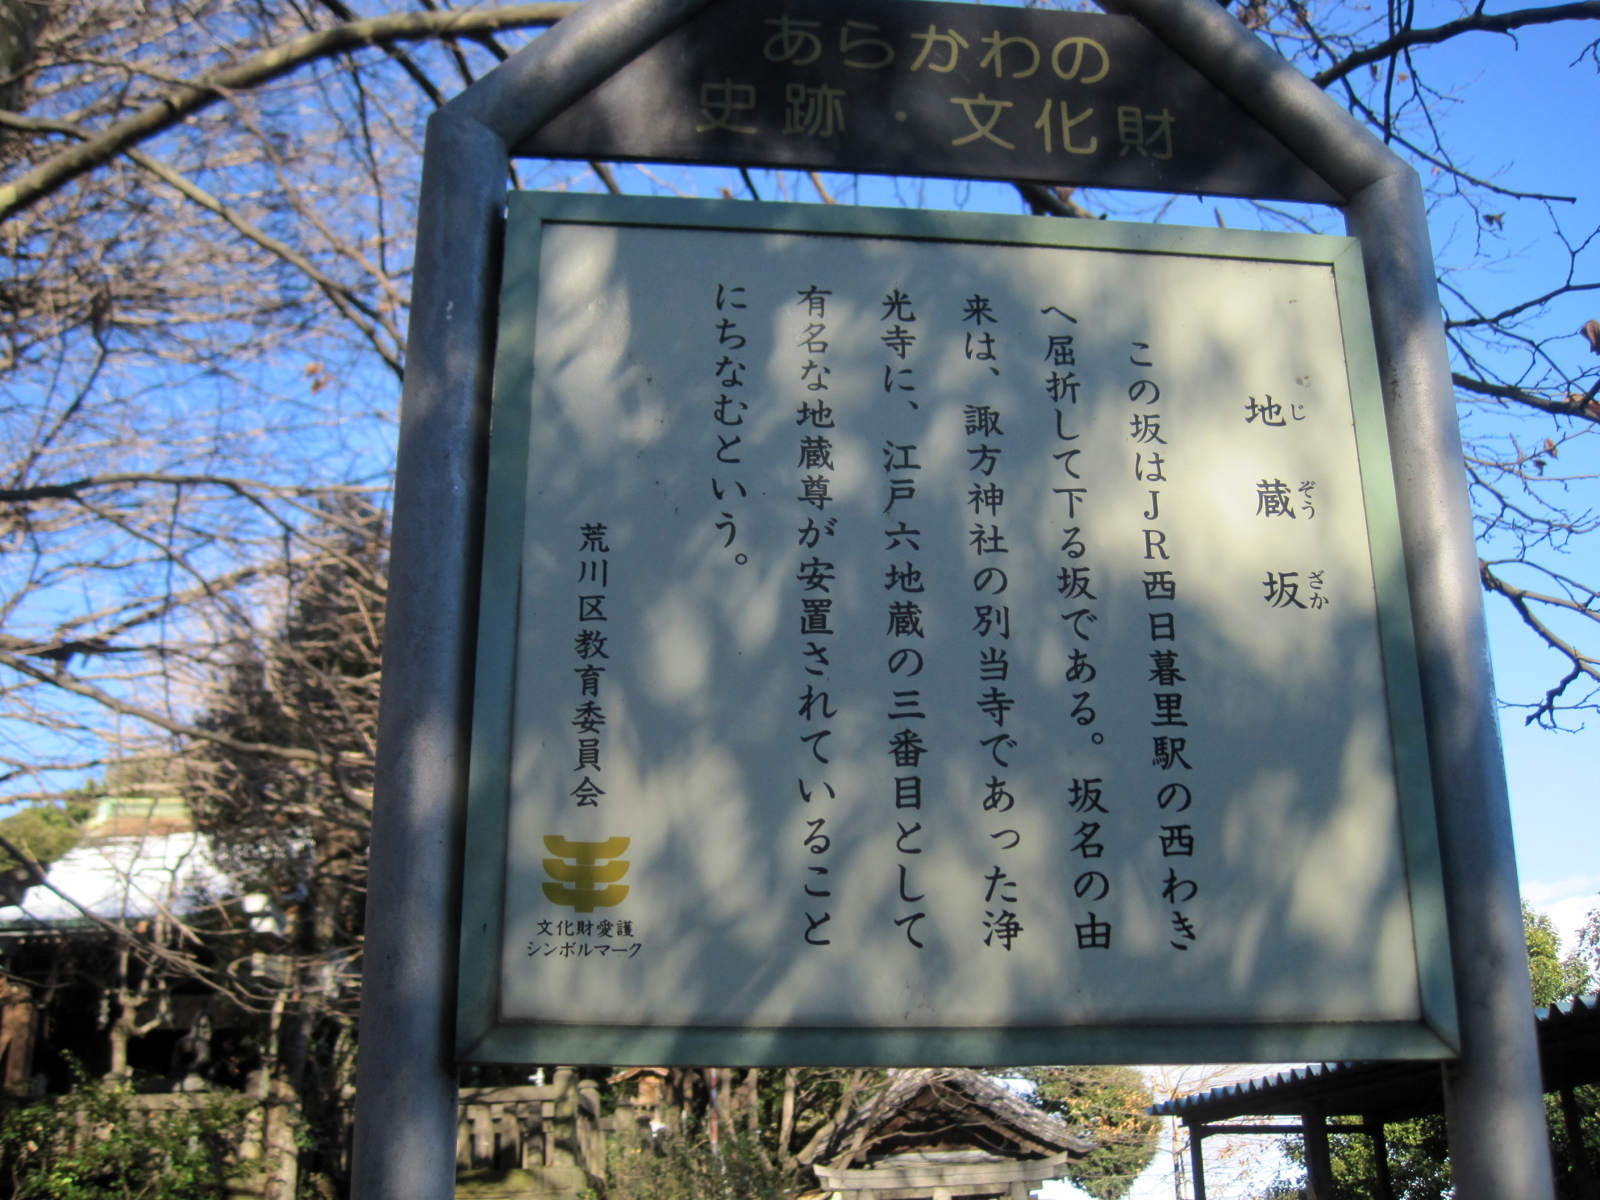 あらかわの
史跡・文化財
地蔵坂
じぞうざか
この坂はJR西日暮里駅の西わき
へ屈折して下る坂である。坂名の由
来は、諏方神社の別当寺であった浄
光寺に、江戸六地蔵の三番目として
有名な地蔵尊が安置されていること
にちなむという。
荒川区教育委員会
文化財愛護
シンボルマーク